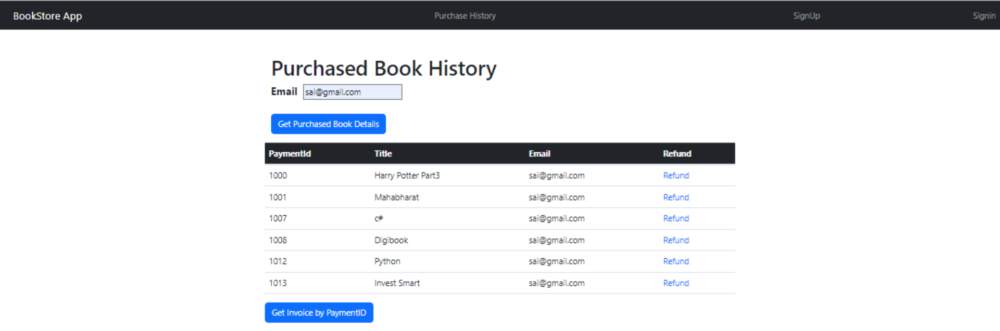 BookStore App Purchase History SignUp Signin
Purchased Book History
Email sai@gmail.com
Get Purchased Book Details
PaymentId Title Email Refund
1000 Harry Potter Part3 sai@gmail.com Refund
1001 Mahabharat sai@gmail.com Refund
1007 c# sai@gmail.com Refund
1008 Digibook sai@gmail.com Refund
1012 Python sai@gmail.com Refund
1013 Invest Smart sai@gmail.com Refund
Get Invoice by PaymentID